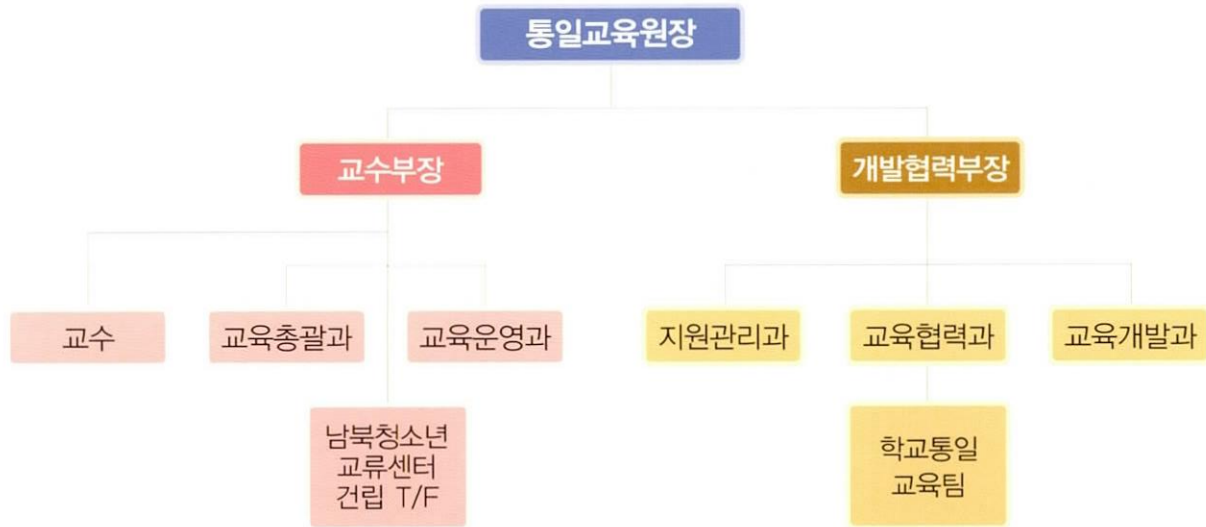 통일교육원장
교수부장
개발협력부장
교수
교육총괄과
교육운영과
지원관리과
교육협력과
교육개발과
남북청소년
교류센터
건립 T/F
학교통일
교육팀